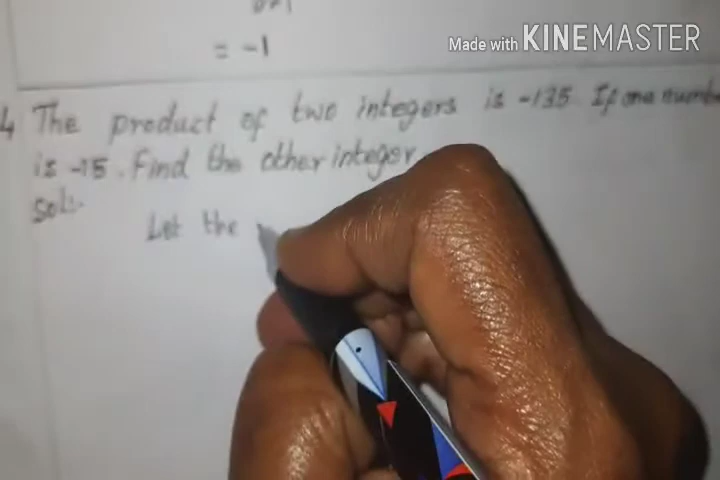 = -1
Made with KINEMASTER
4 The product of two integers is -135. If one numbe
is -15. Find the other integer.
Sol:-
Let the